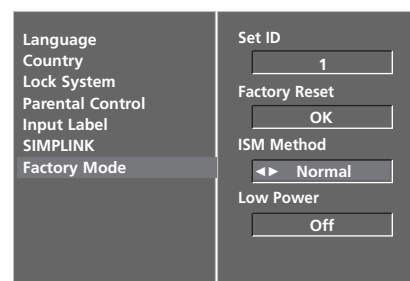 Language
Country
Lock System
Parental Control
Input Label
SIMPLINK
Factory Mode
Set ID
1
Factory Reset
OK
ISM Method
◄► Normal
Low Power
Off